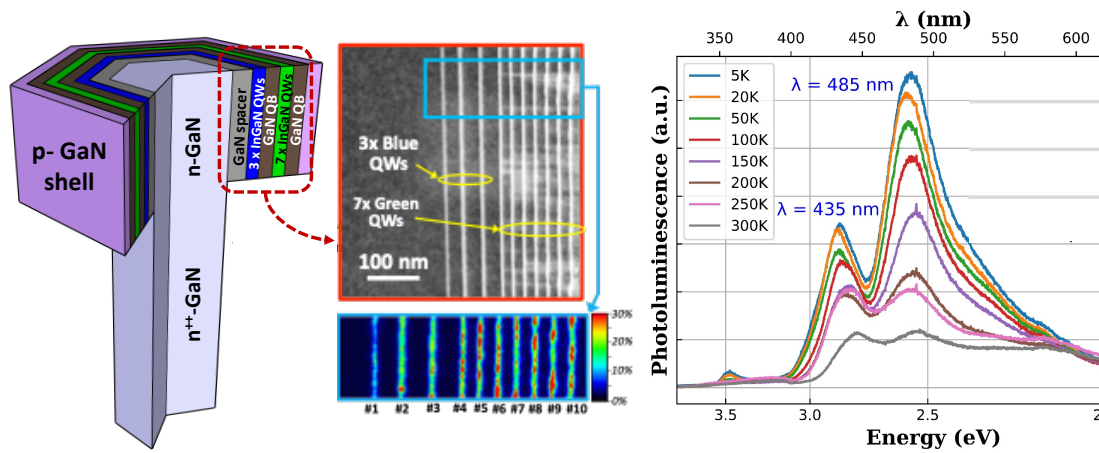 p- GaN
shell
n-GaN
n⁺⁺-GaN
GaN spacer
3 x InGaN QWs
GaN QB
7x InGaN QWs
GaN QB
3x Blue
QWs
7x Green
QWs
100 nm
30%
20%
10%
0%
#1 #2 #3 #4 #5 #6 #7 #8 #9 #10
λ (nm)
350 400 450 500 550 600
5K
20K
50K
100K
150K
200K
250K
300K
λ = 485 nm
λ = 435 nm
Photoluminescence (a.u.)
3.5 3.0 2.5 2
Energy (eV)